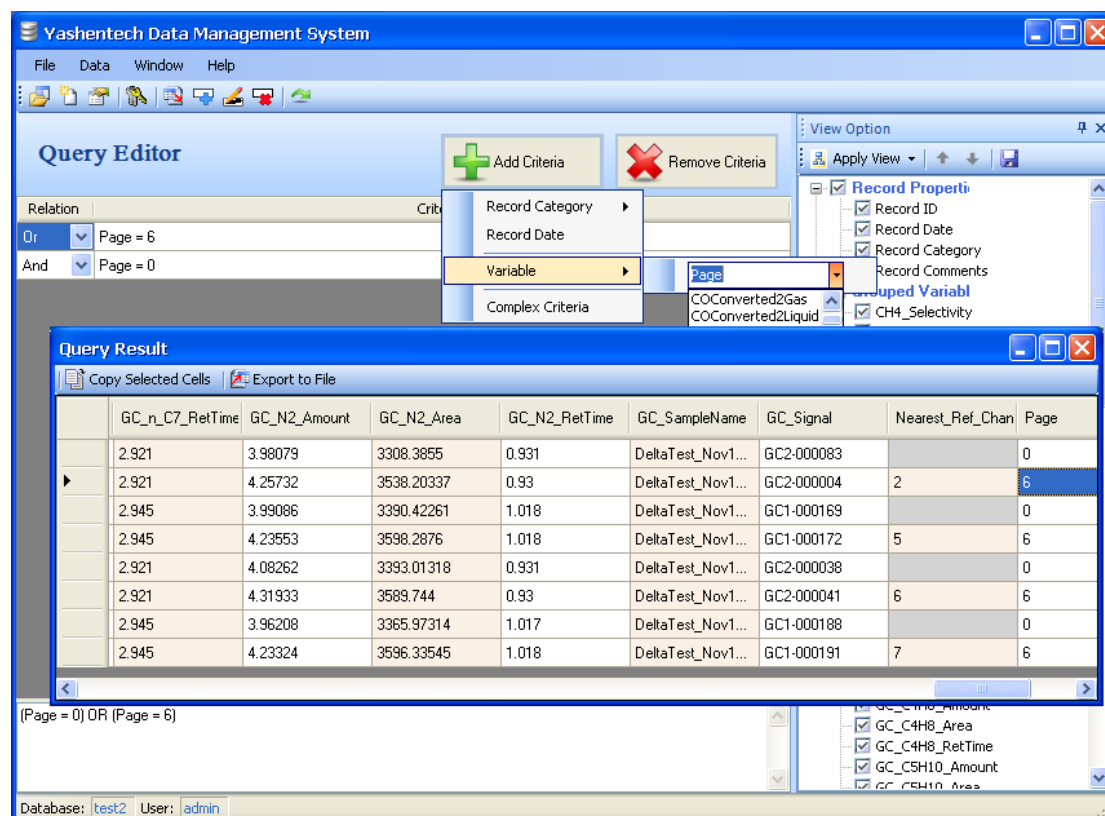 Yashentech Data Management System
File Data Window Help
Query Editor
Add Criteria
Remove Criteria
View Option
Apply View
Record Properti
Record ID
Record Date
Record Category
Record Comments
CH4_Selectivity
Relation
Or Page = 6
And Page = 0
Record Category
Record Date
Variable
Complex Criteria
Page
COConverted2Gas
COConverted2Liquid
Query Result
Copy Selected Cells Export to File
GC_n_C7_RetTime GC_N2_Amount GC_N2_Area GC_N2_RetTime GC_SampleName GC_Signal Nearest_Ref_Chan Page
2.921 3.98079 3308.3855 0.931 DeltaTest_Nov1... GC2-000083 0
2.921 4.25732 3538.20337 0.93 DeltaTest_Nov1... GC2-000004 2 6
2.945 3.99086 3390.42261 1.018 DeltaTest_Nov1... GC1-000169 0
2.945 4.23553 3598.2876 1.018 DeltaTest_Nov1... GC1-000172 5 6
2.921 4.08262 3393.01318 0.931 DeltaTest_Nov1... GC2-000038 0
2.921 4.31933 3589.744 0.93 DeltaTest_Nov1... GC2-000041 6 6
2.945 3.96208 3365.97314 1.017 DeltaTest_Nov1... GC1-000188 0
2.945 4.23324 3596.33545 1.018 DeltaTest_Nov1... GC1-000191 7 6
(Page = 0) OR (Page = 6)
GC_C4H8_Area
GC_C4H8_RetTime
GC_C5H10_Amount
GC_C5H10_Area
Database: test2 User: admin